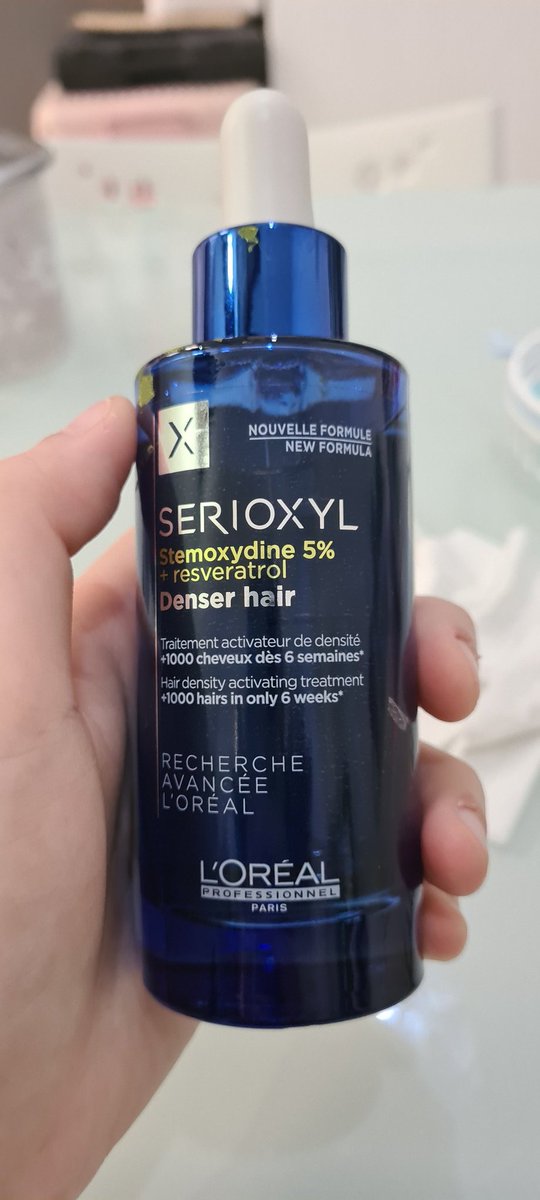 X
NOUVELLE FORMULE
NEW FORMULA
SERIOXYL
Stemoxydine 5%
+ resveratrol
Denser hair
Traitement activateur de densité
+1000 cheveux dès 6 semaines*
Hair density activating treatment
+1000 hairs in only 6 weeks*
RECHERCHE
AVANCÉE
L'ORÉAL
L'ORÉAL
PROFESSIONNEL
PARIS